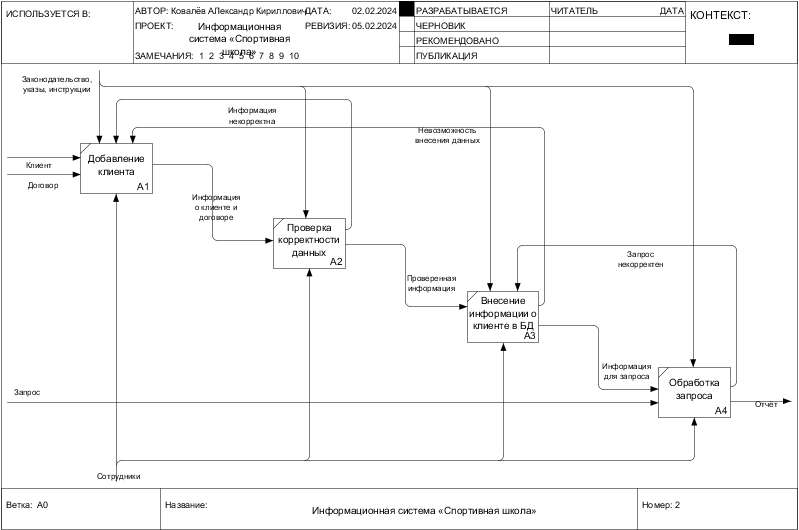 ИСПОЛЬЗУЕТСЯ В:
АВТОР: Ковалёв АЛександр Кириллович
ДАТА: 02.02.2024
РАЗРАБАТЫВАЕТСЯ
ЧИТАТЕЛЬ
ДАТА
КОНТЕКСТ:
ПРОЕКТ: Информационная
система «Спортивная
школа»
РЕВИЗИЯ: 05.02.2024
ЧЕРНОВИК
РЕКОМЕНДОВАНО
ЗАМЕЧАНИЯ: 1 2 3 4 5 6 7 8 9 10
ПУБЛИКАЦИЯ
Законодательство,
указы, инструкции
Информация
некорректна
Невозможность
внесения данных
Добавление
клиента
A1
Клиент
Договор
Информация
о клиенте и
договоре
Проверка
корректности
данных
A2
Запрос
некорректен
Проверенная
информация
Внесение
информации о
клиенте в БД
A3
Информация
для запроса
Обработка
запроса
A4
Запрос
Отчёт
Сотрудники
Ветка: A0
Название:
Информационная система «Спортивная школа»
Номер: 2